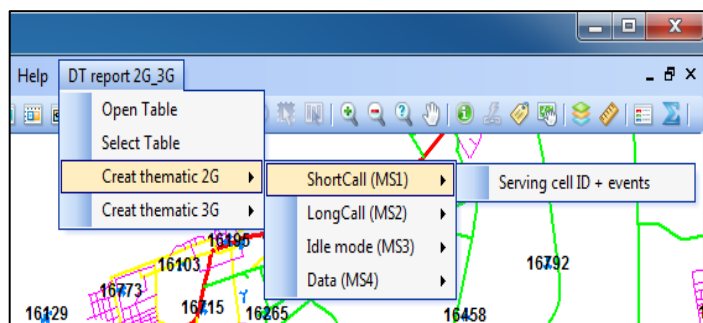 Help DT report 2G_3G
Open Table
Select Table
Creat thematic 2G ShortCall (MS1) Serving cell ID + events
Creat thematic 3G LongCall (MS2)
Idle mode (MS3)
Data (MS4)
16195
16103
16792
16773
16129 16715 16265 16458